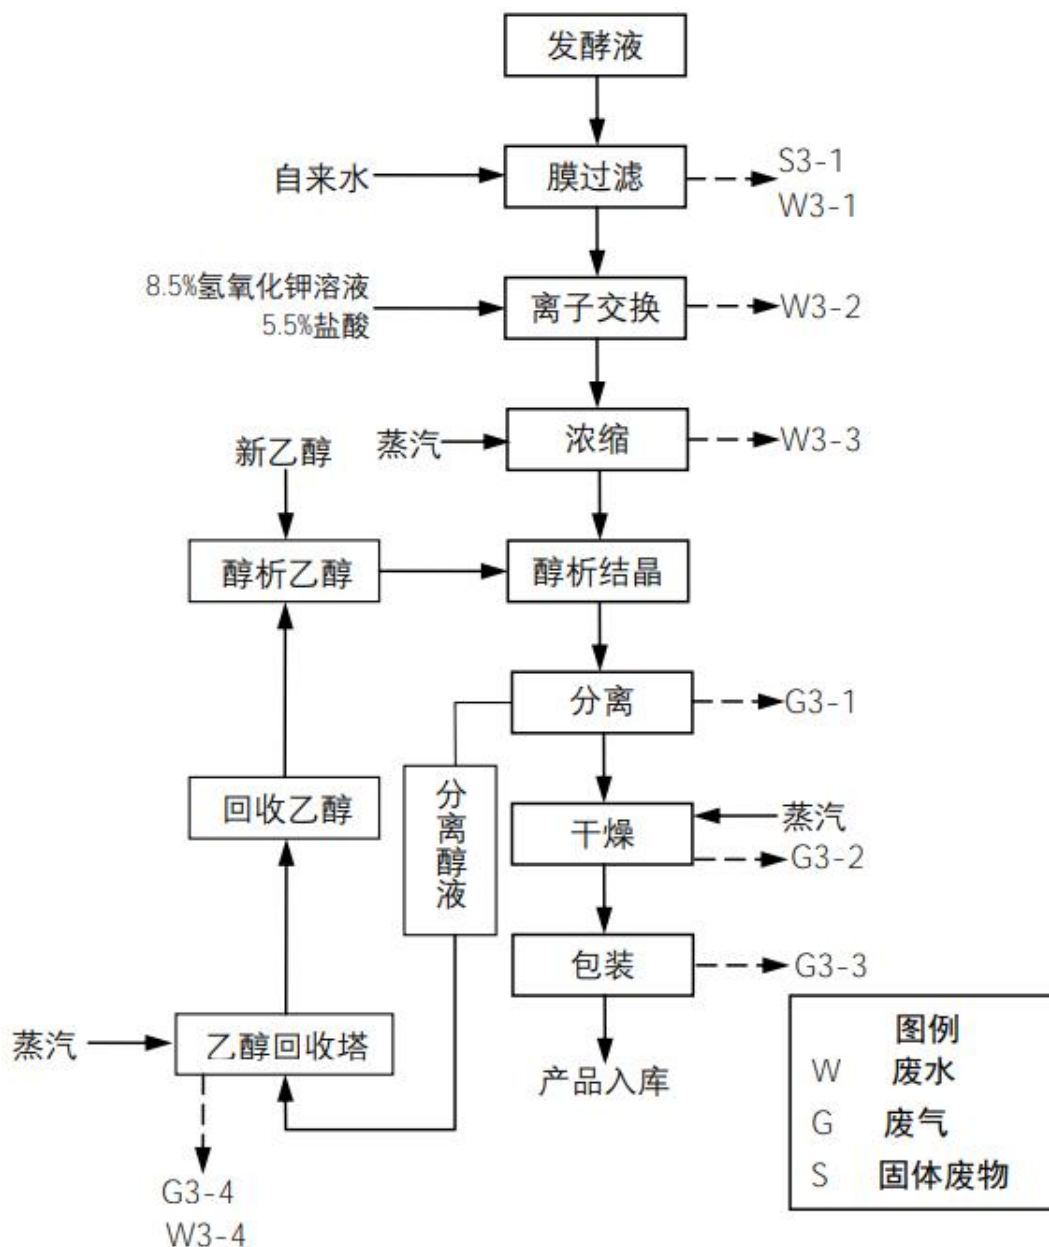 发酵液
自来水
膜过滤
S3-1
W3-1
8.5%氢氧化钾溶液
5.5%盐酸
离子交换
W3-2
新乙醇
蒸汽
浓缩
W3-3
醇析乙醇
醇析结晶
分离
G3-1
回收乙醇
分离醇液
干燥
蒸汽
G3-2
包装
G3-3
蒸汽
乙醇回收塔
产品入库
G3-4
W3-4
图例
W 废水
G 废气
S 固体废物